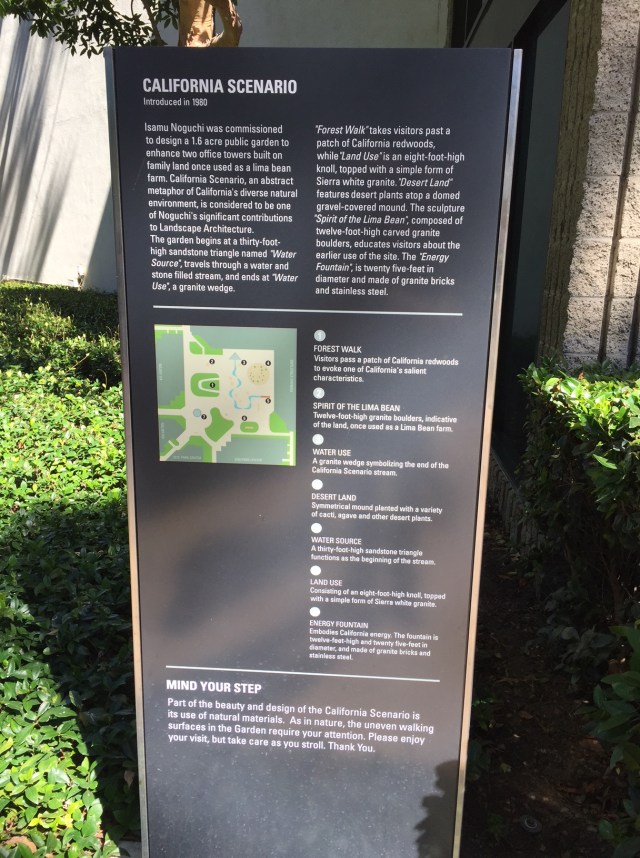 CALIFORNIA SCENARIO
Introduced in 1980
Isamu Noguchi was commissioned
to design a 1.6 acre public garden to
enhance two office towers built on
family land once used as a lima bean
farm. California Scenario, an abstract
metaphor of California's diverse natural
environment, is considered to be one
of Noguchi's significant contributions
to Landscape Architecture.
The garden begins at a thirty-foot-
high sandstone triangle named "Water
Source", travels through a water and
stone filled stream, and ends at "Water
Use", a granite wedge.
"Forest Walk" takes visitors past a
patch of California redwoods,
while "Land Use" is an eight-foot-high
knoll, topped with a simple form of
Sierra white granite. "Desert Land"
features desert plants atop a domed
gravel-covered mound. The sculpture
"Spirit of the Lima Bean", composed of
twelve-foot-high carved granite
boulders, educates visitors about the
earlier use of the site. The "Energy
Fountain", is twenty five-feet in
diameter and made of granite bricks
and stainless steel.
1
FOREST WALK
Visitors pass a patch of California redwoods
to evoke one of California's salient
characteristics.
2
SPIRIT OF THE LIMA BEAN
Twelve-foot-high granite boulders, indicative
of the land, once used as a Lima Bean farm.
WATER USE
A granite wedge symbolizing the end of the
California Scenario stream.
DESERT LAND
Symmetrical mound planted with a variety
of cacti, agave and other desert plants.
WATER SOURCE
A thirty-foot-high sandstone triangle
functions as the beginning of the stream.
LAND USE
Consisting of an eight-foot-high knoll, topped
with a simple form of Sierra white granite.
ENERGY FOUNTAIN
Embodies California energy. The fountain is
twelve-feet-high and twenty five-feet in
diameter, and made of granite bricks and
stainless steel.
MIND YOUR STEP
Part of the beauty and design of the California Scenario is
its use of natural materials. As in nature, the uneven walking
surfaces in the Garden require your attention. Please enjoy
your visit, but take care as you stroll. Thank You.